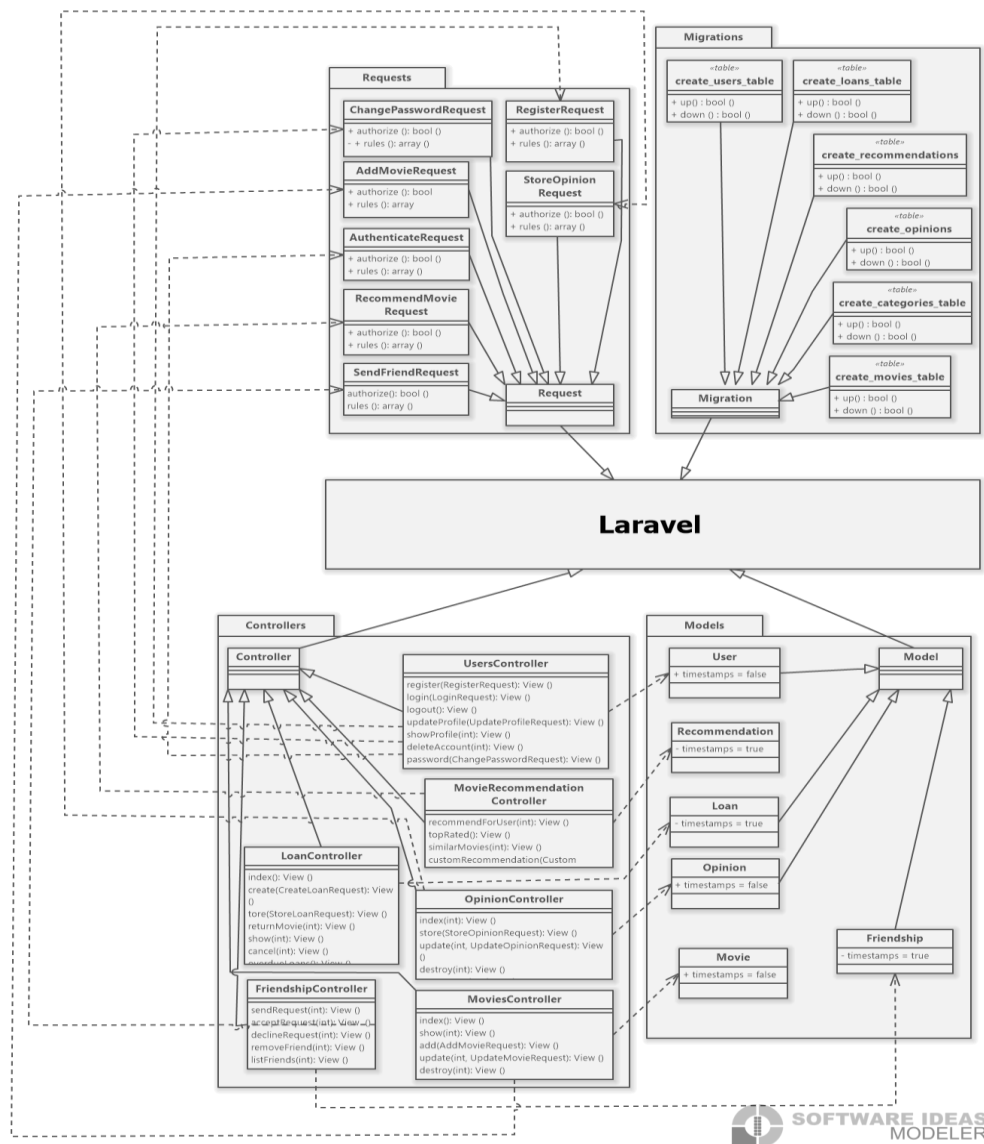 Migrations
«table»
create_users_table
+ up() : bool ()
+ down () : bool ()
«table»
create_loans_table
+ up() : bool ()
+ down () : bool ()
«table»
create_recommendations
+ up() : bool ()
+ down () : bool ()
«table»
create_opinions
+ up() : bool ()
+ down () : bool ()
«table»
create_categories_table
+ up() : bool ()
+ down () : bool ()
«table»
create_movies_table
+ up() : bool ()
+ down () : bool ()
Migration
Requests
ChangePasswordRequest
+ authorize (): bool ()
- + rules (): array ()
RegisterRequest
+ authorize (): bool ()
+ rules (): array ()
AddMovieRequest
+ authorize (): bool
+ rules (): array
StoreOpinion
Request
+ authorize (): bool ()
+ rules (): array ()
AuthenticateRequest
+ authorize (): bool ()
+ rules (): array ()
RecommendMovie
Request
+ authorize (): bool ()
+ rules (): array ()
SendFriendRequest
authorize(): bool ()
rules (): array ()
Request
Laravel
Controllers
Controller
UsersController
register(RegisterRequest): View ()
login(LoginRequest): View ()
logout(): View ()
updateProfile(UpdateProfileRequest): View ()
showProfile(int): View ()
deleteAccount(int): View ()
password(ChangePasswordRequest): View ()
MovieRecommendation
Controller
recommendForUser(int): View ()
topRated(): View ()
similarMovies(int): View ()
customRecommendation(Custom
LoanController
index(): View ()
create(CreateLoanRequest): View
()
tore(StoreLoanRequest): View ()
returnMovie(int): View ()
show(int): View ()
cancel(int): View ()
overdueLoans(): View ()
OpinionController
index(int): View ()
store(StoreOpinionRequest): View ()
update(int, UpdateOpinionRequest): View
()
destroy(int): View ()
FriendshipController
sendRequest(int): View ()
acceptRequest(int): View ()
declineRequest(int): View ()
removeFriend(int): View ()
listFriends(int): View ()
MoviesController
index(): View ()
show(int): View ()
add(AddMovieRequest): View ()
update(int, UpdateMovieRequest): View ()
destroy(int): View ()
Models
User
+ timestamps = false
Model
Recommendation
- timestamps = true
Loan
- timestamps = true
Opinion
+ timestamps = false
Friendship
- timestamps = true
Movie
+ timestamps = false
SOFTWARE IDEAS
MODELER